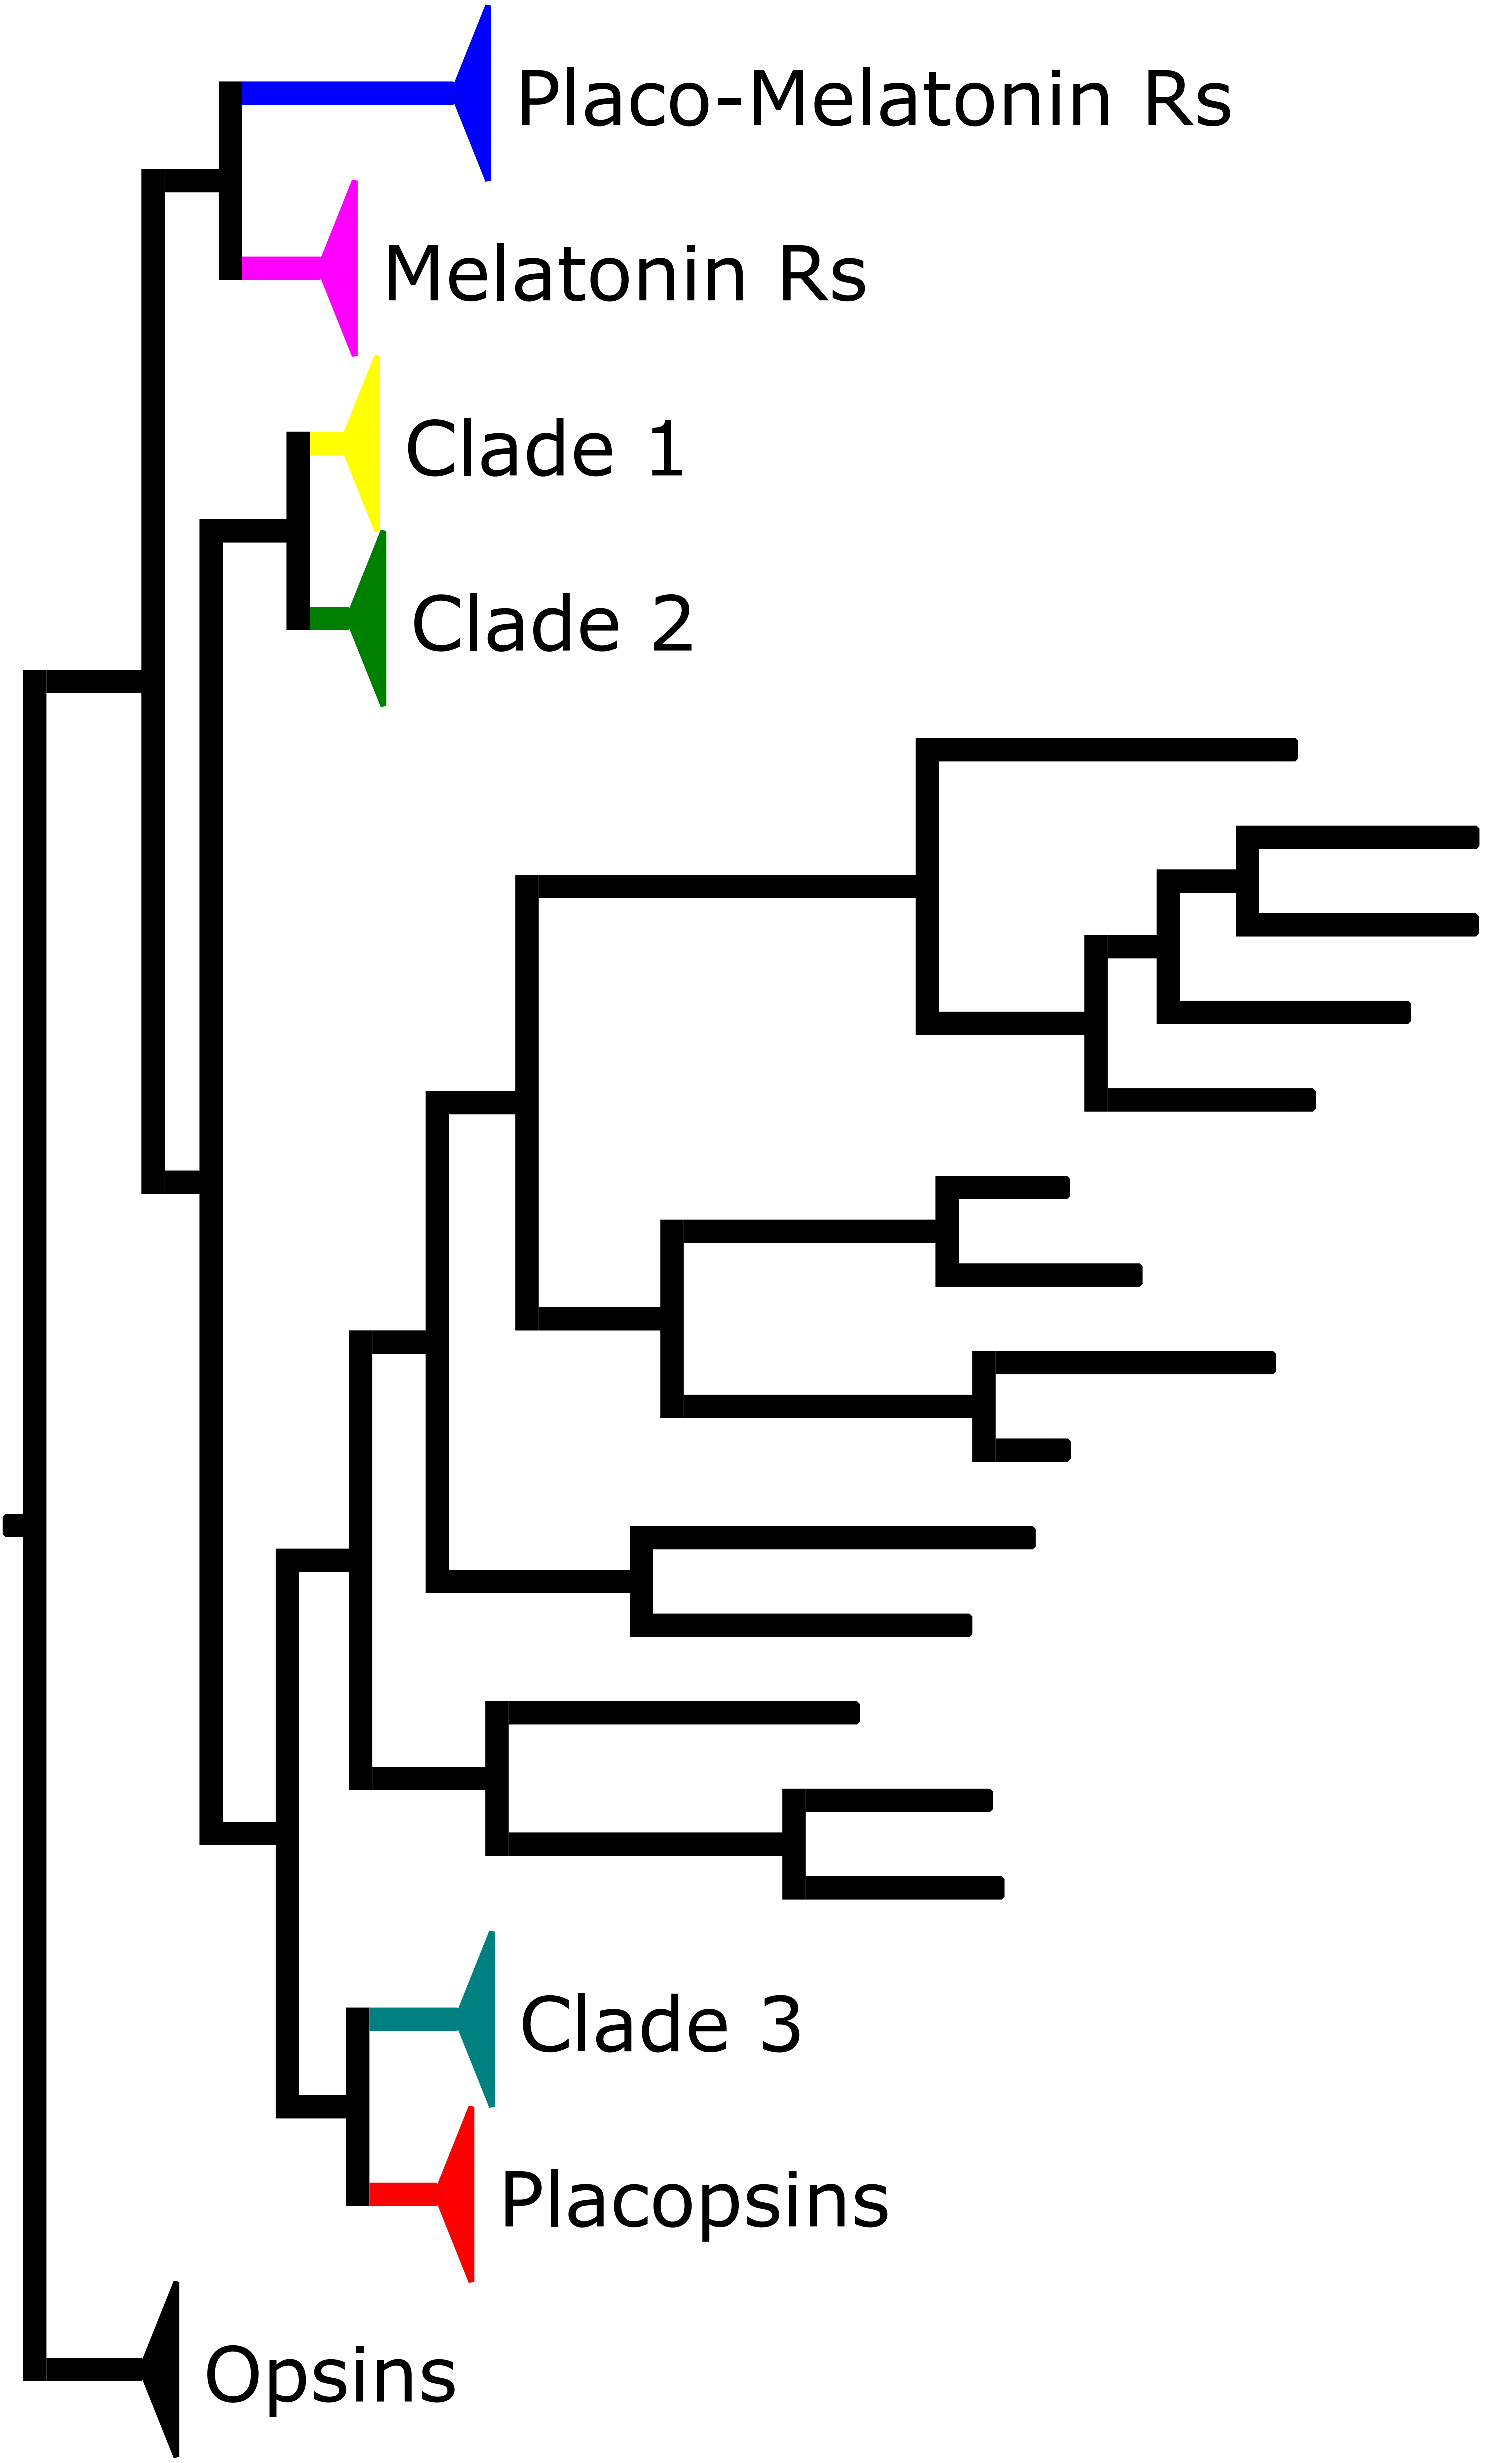 Placo-Melatonin Rs
Melatonin Rs
Clade 1
Clade 2
Clade 3
Placopsins
Opsins